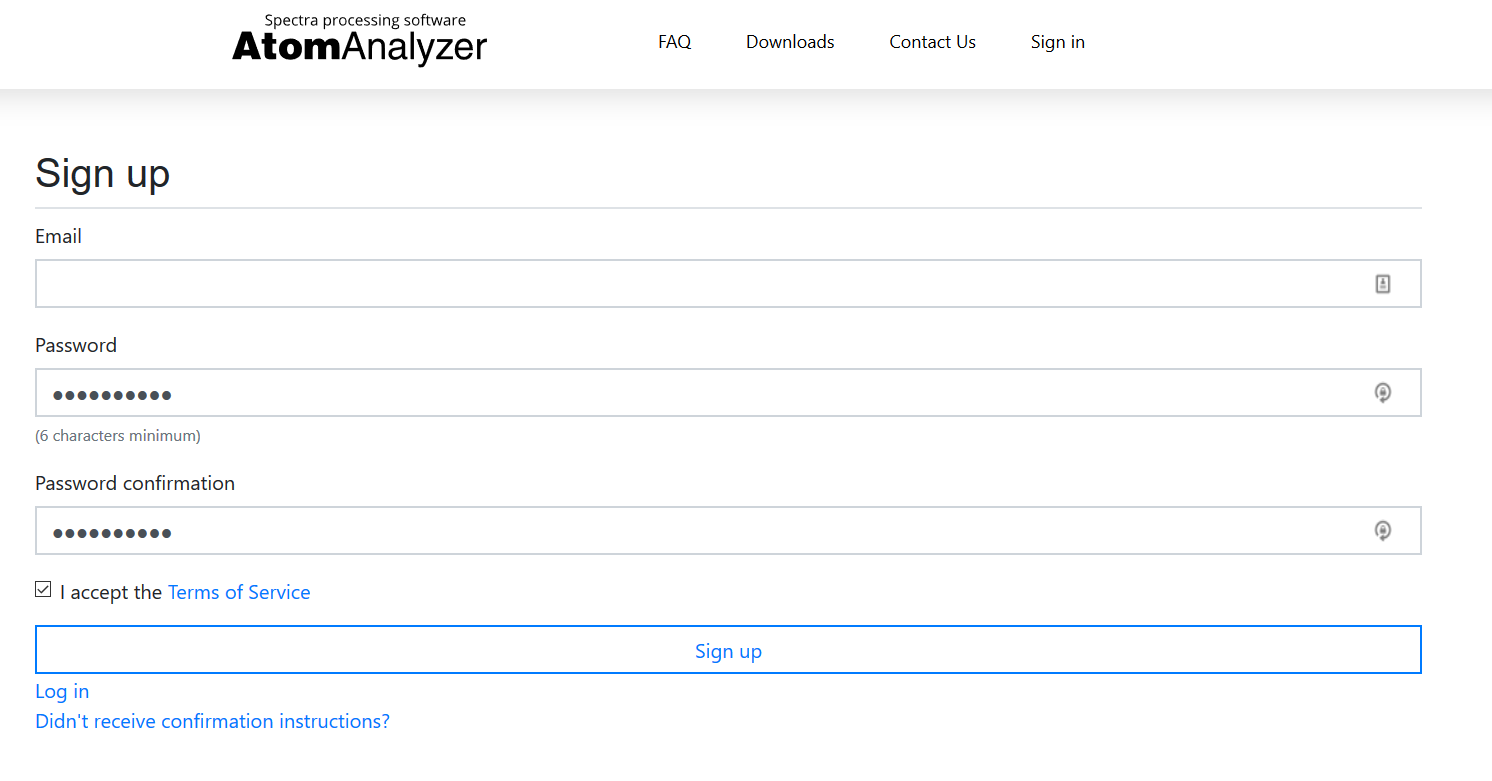 Spectra processing software
AtomAnalyzer
FAQ Downloads Contact Us Sign in
Sign up
Email
Password
(6 characters minimum)
Password confirmation
I accept the Terms of Service
Sign up
Log in
Didn't receive confirmation instructions?